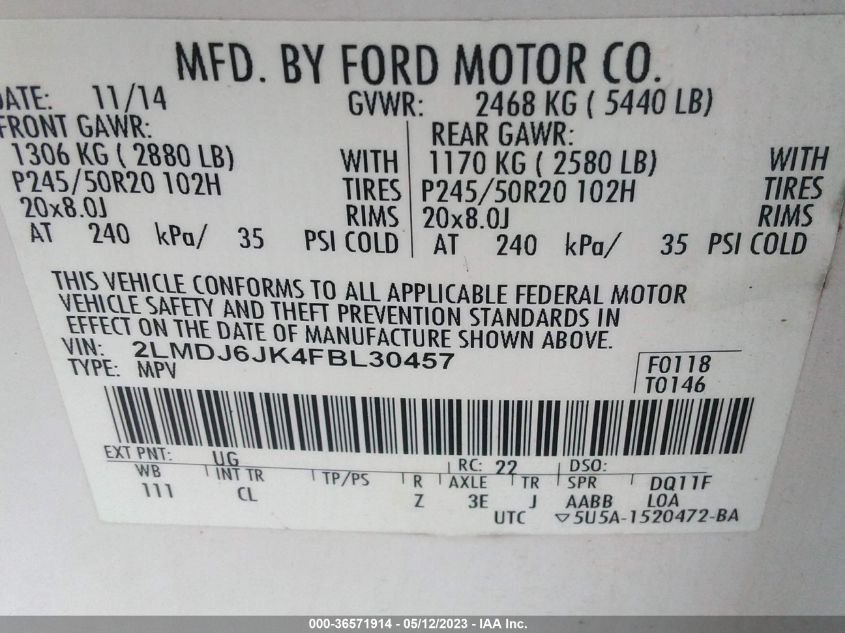 MFD. BY FORD MOTOR CO.
DATE: 11/14 GVWR: 2468 KG ( 5440 LB)
FRONT GAWR: REAR GAWR:
1306 KG ( 2880 LB) WITH 1170 KG ( 2580 LB) WITH
P245/50R20 102H TIRES P245/50R20 102H TIRES
20x8.0J RIMS 20x8.0J RIMS
AT 240 kPa/ 35 PSI COLD AT 240 kPa/ 35 PSI COLD
THIS VEHICLE CONFORMS TO ALL APPLICABLE FEDERAL MOTOR
VEHICLE SAFETY AND THEFT PREVENTION STANDARDS IN
EFFECT ON THE DATE OF MANUFACTURE SHOWN ABOVE.
VIN: 2LMDJ6JK4FBL30457
TYPE: MPV
F0118
T0146
EXT PNT: UG RC: 22 DSO:
WB INT TR TP/PS R AXLE TR SPR DQ11F
111 CL Z 3E J AABB LOA
UTC ▽5U5A-1520472-BA
000-36571914 - 05/12/2023 - IAA Inc.